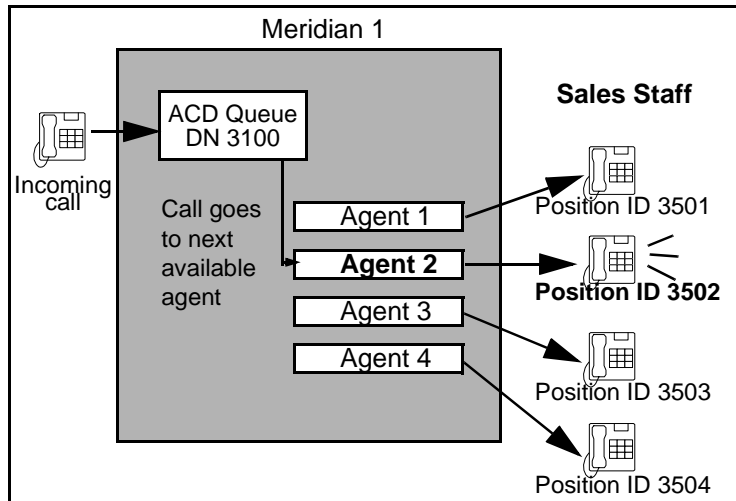 Meridian 1
Sales Staff
ACD Queue
DN 3100
Incoming
call
Call goes
to next
available
agent
Agent 1
Agent 2
Agent 3
Agent 4
Position ID 3501
Position ID 3502
Position ID 3503
Position ID 3504